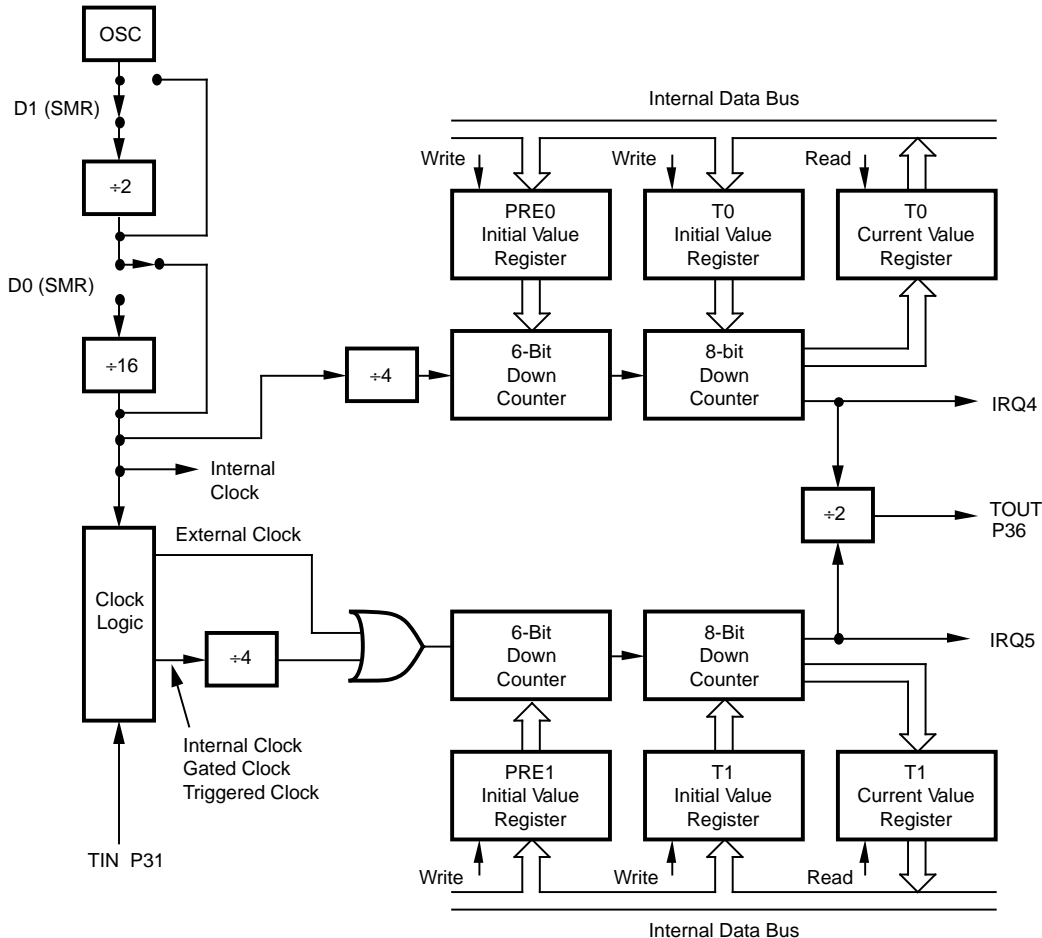 OSC
D1 (SMR)
÷2
D0 (SMR)
÷16
Internal Data Bus
Write
Write
Read
PRE0
Initial Value
Register
T0
Initial Value
Register
T0
Current Value
Register
÷4
6-Bit
Down
Counter
8-bit
Down
Counter
IRQ4
Internal
Clock
÷2
TOUT
P36
External Clock
Clock
Logic
÷4
6-Bit
Down
Counter
8-Bit
Down
Counter
IRQ5
Internal Clock
Gated Clock
Triggered Clock
PRE1
Initial Value
Register
T1
Initial Value
Register
T1
Current Value
Register
TIN P31
Write
Write
Read
Internal Data Bus